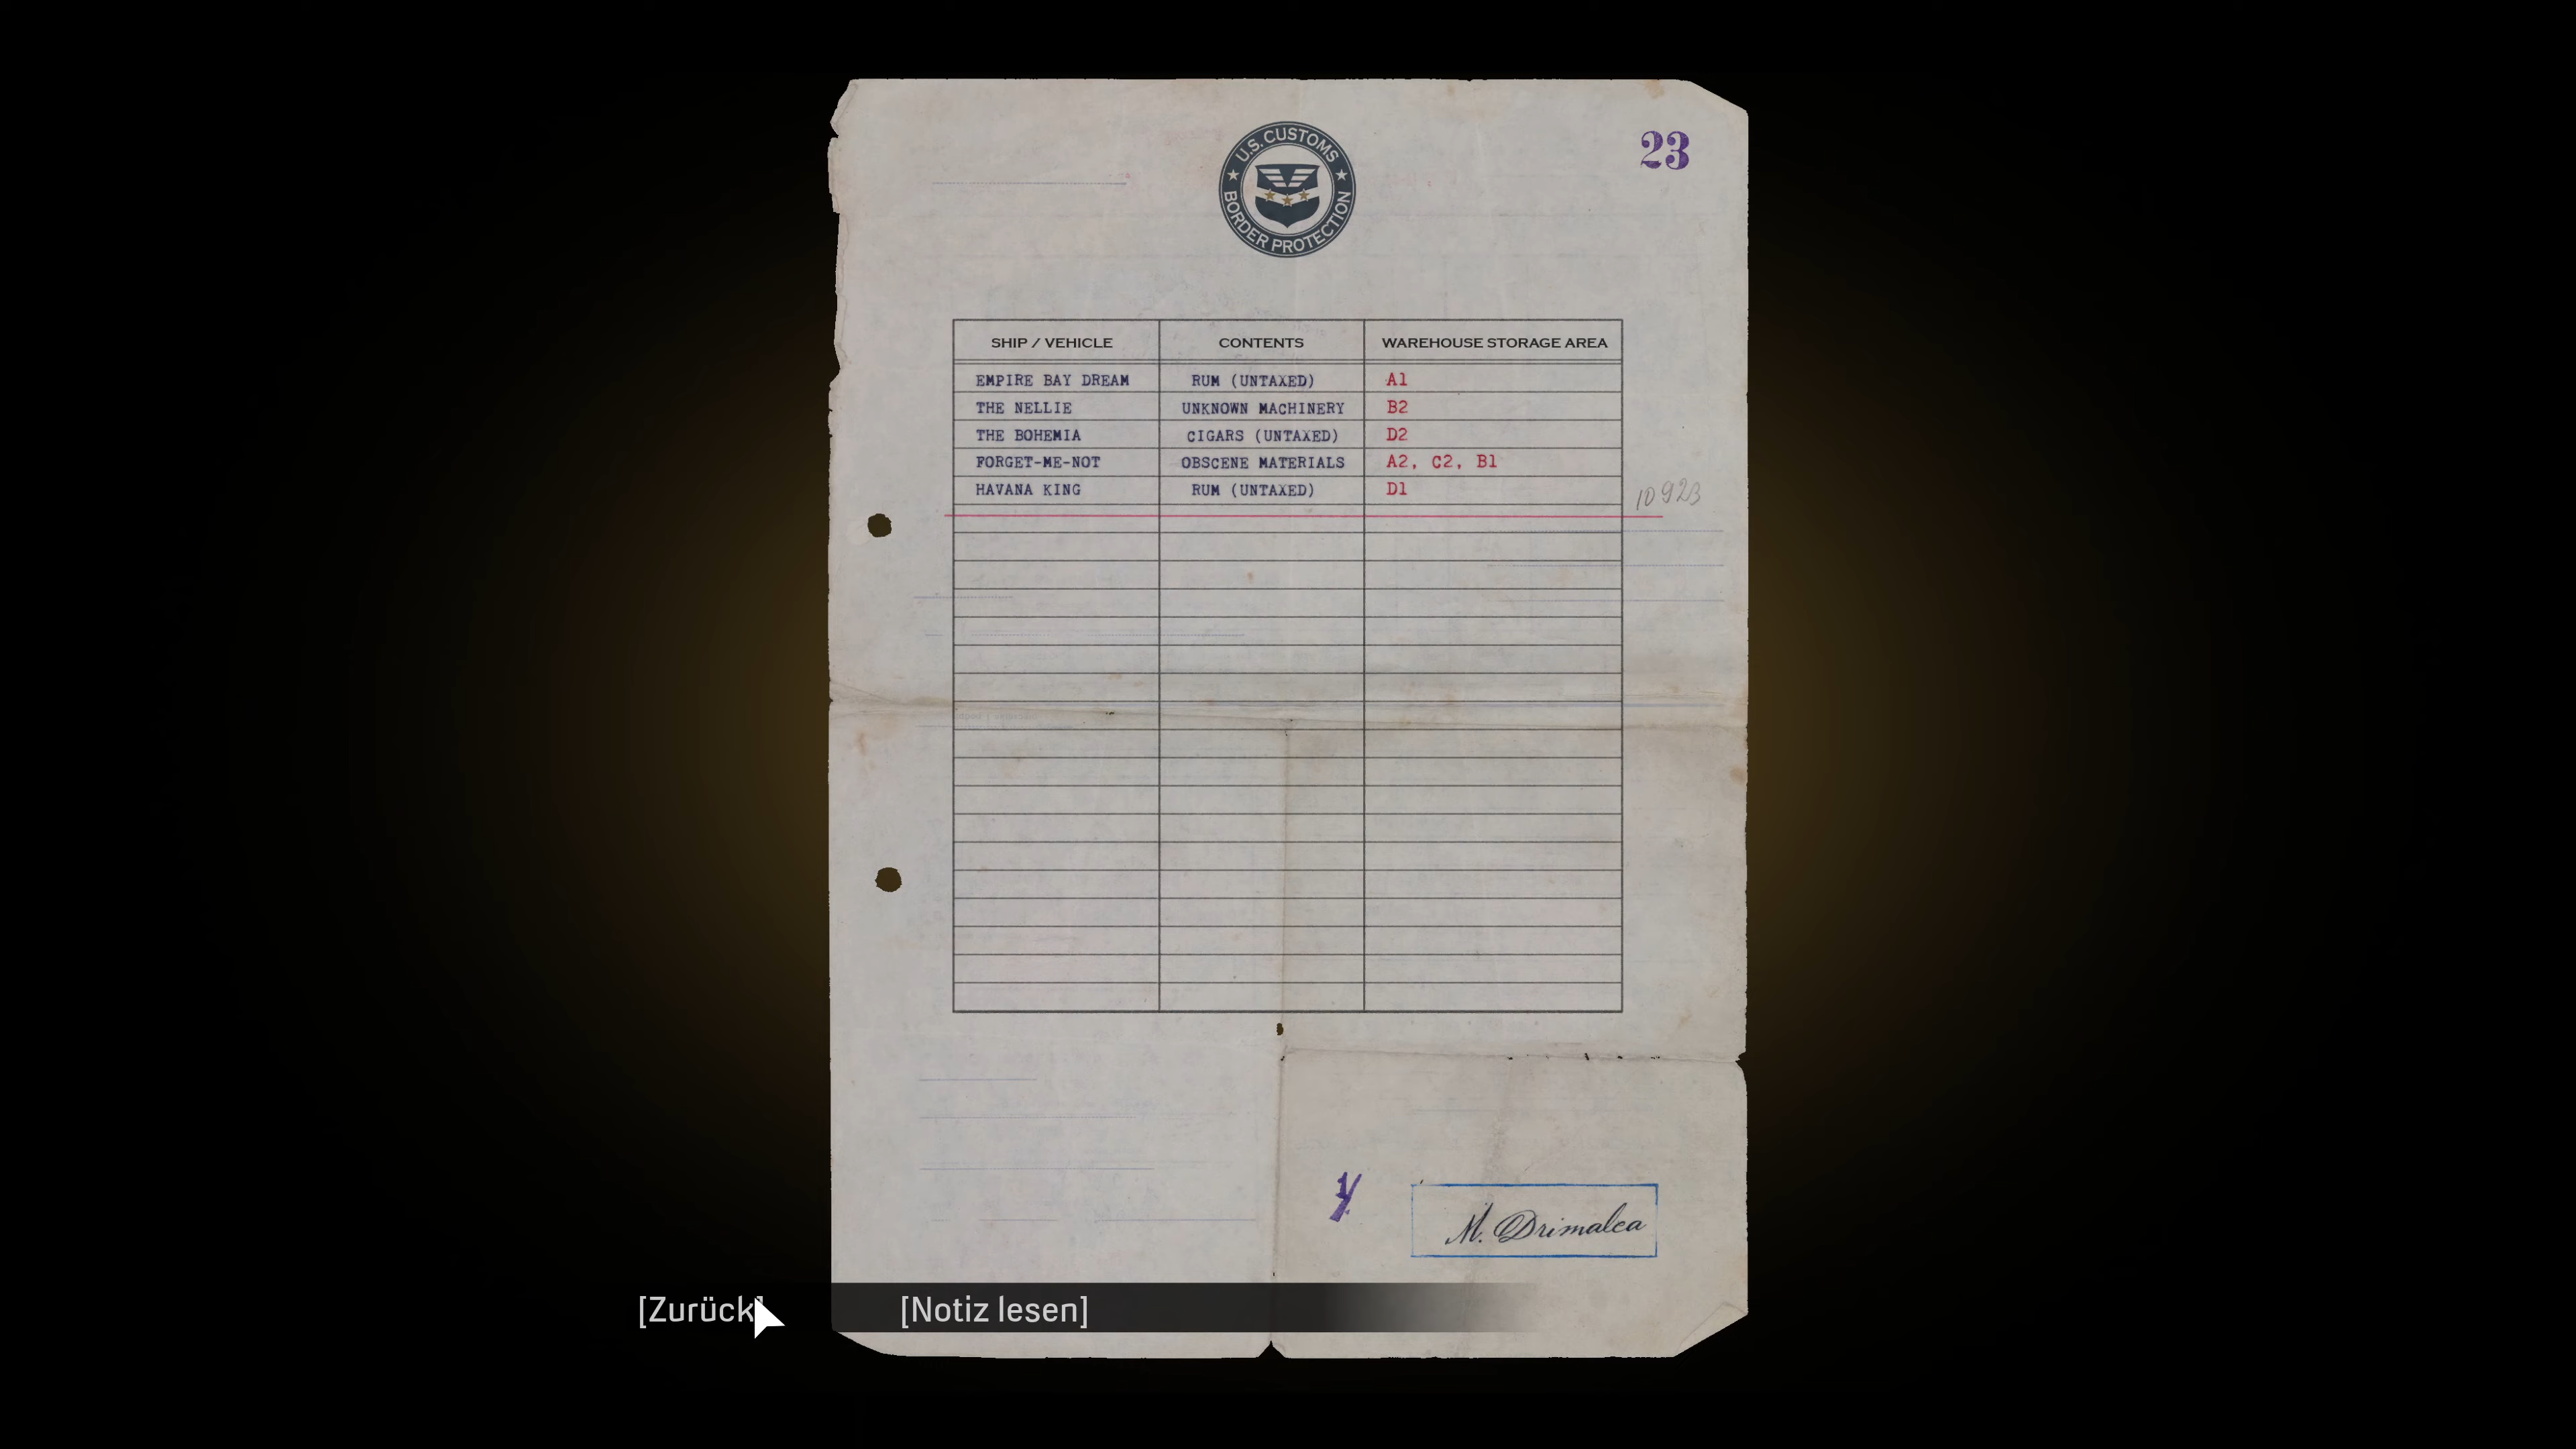 U.S. CUSTOMS
BORDER PROTECTION
23
SHIP / VEHICLE CONTENTS WAREHOUSE STORAGE AREA
EMPIRE BAY DREAM RUM (UNTAXED) A1
THE NELLIE UNKNOWN MACHINERY B2
THE BOHEMIA CIGARS (UNTAXED) D2
FORGET-ME-NOT OBSCENE MATERIALS A2, C2, B1
HAVANA KING RUM (UNTAXED) D1
10923
M. Drimalca
[Zurück] [Notiz lesen]